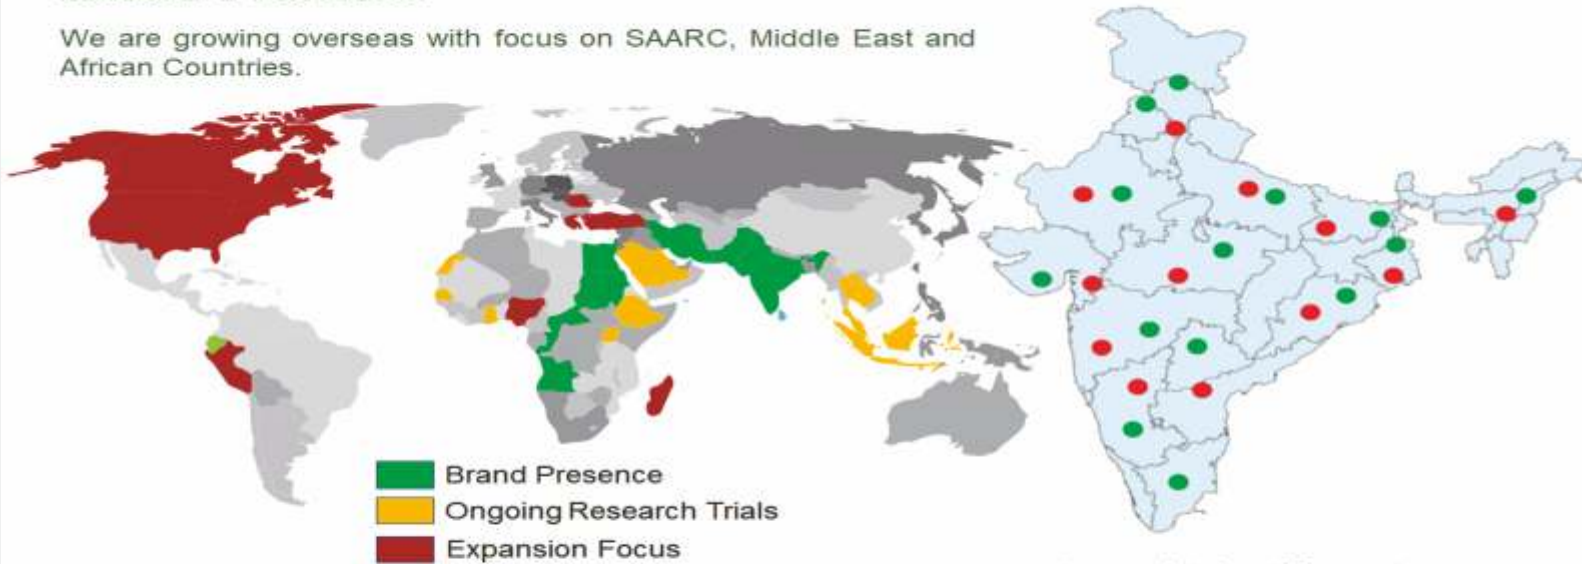 We are growing overseas with focus on SAARC, Middle East and
African Countries.
Brand Presence
Ongoing Research Trials
Expansion Focus